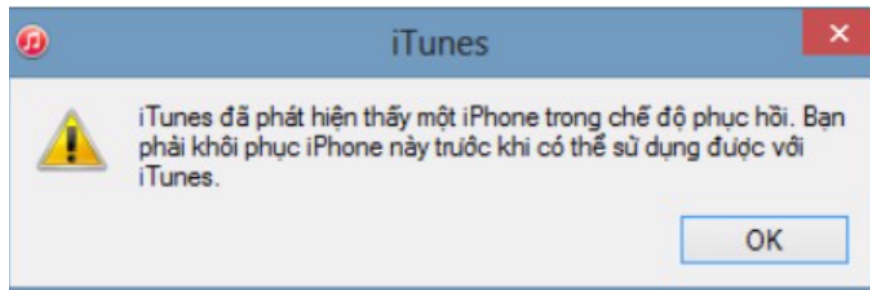 iTunes
iTunes đã phát hiện thấy một iPhone trong chế độ phục hồi. Bạn
phải khôi phục iPhone này trước khi có thể sử dụng được với
iTunes.
OK